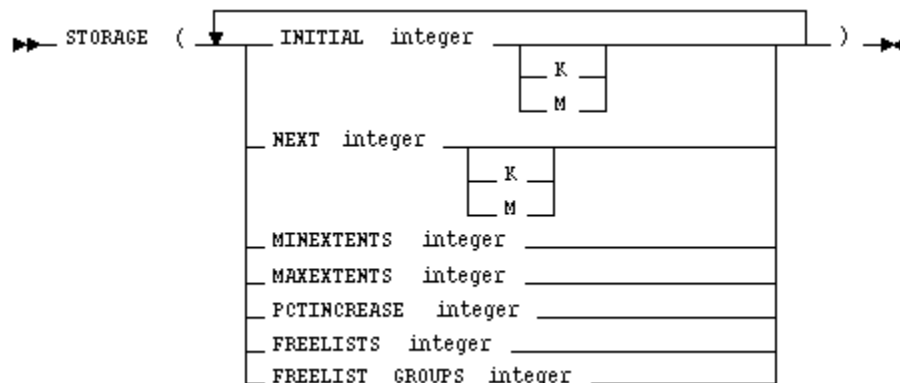 STORAGE ( INITIAL integer )
K
M
NEXT integer
K
M
MINEXTENTS integer
MAXEXTENTS integer
PCTINCREASE integer
FREELISTS integer
FREELIST GROUPS integer